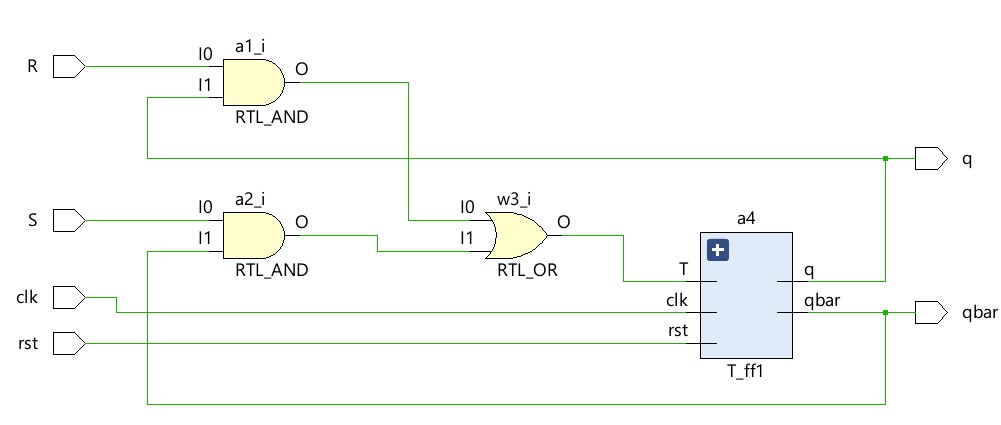 a1_i
R
I0
O
I1
RTL_AND
q
a2_i
w3_i
S
I0
O
I0
O
I1
I1
a4
RTL_AND
RTL_OR
T
q
clk
clk
qbar
qbar
rst
rst
T_ff1